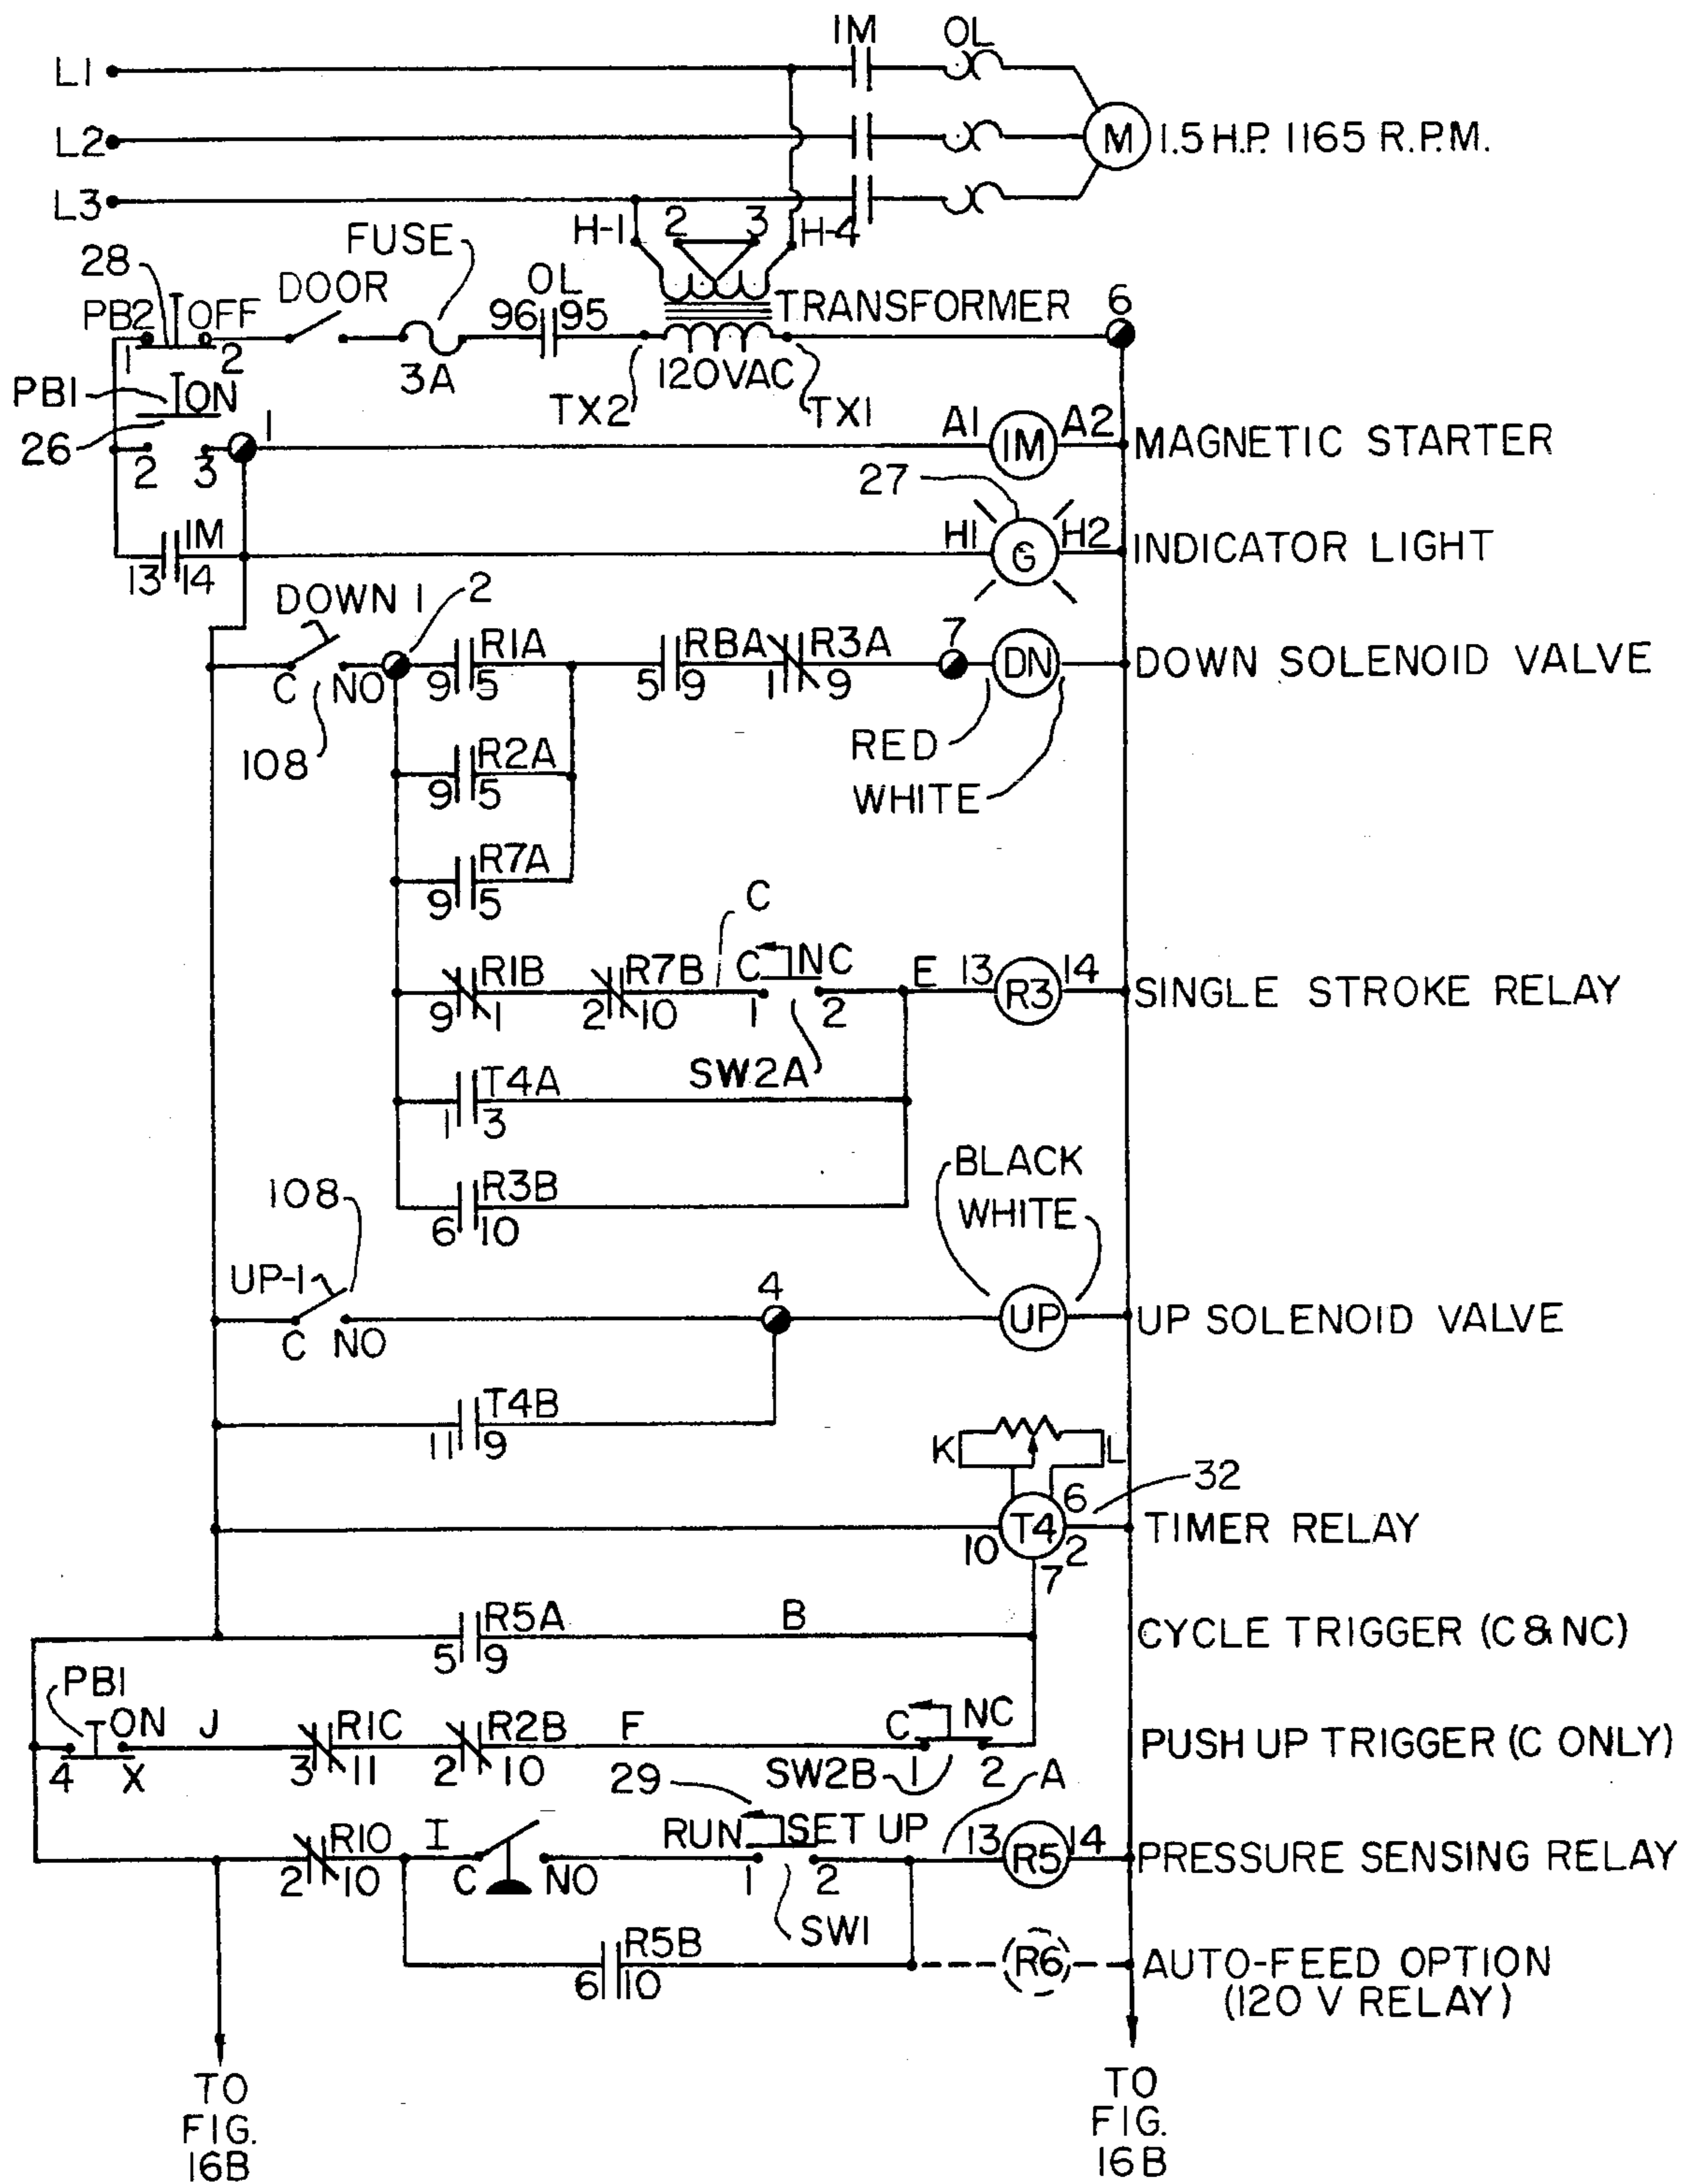 1M OL
L1
L2 M 1.5 H.P. 1165 R.P.M.
L3
H-1 2 3 H-4
FUSE
28 DOOR OL
PB2 OFF 96 95 TRANSFORMER 6
1 2 3A 120VAC
PB1 ON TX2 TX1
1 A1 1M A2 MAGNETIC STARTER
26 2 3
27
1M H1 G H2 INDICATOR LIGHT
13 14
DOWN 1 2
R1A RBA R3A 7 DN DOWN SOLENOID VALVE
C NO 9 5 5 9 1 9
108 RED
R2A WHITE
9 5
R7A
9 5
C
R1B R7B C NC E 13 R3 14 SINGLE STROKE RELAY
9 1 2 10 1 2
SW2A
T4A
1 3
BLACK
108 R3B WHITE
6 10
UP-1 4 UP UP SOLENOID VALVE
C NO
T4B
11 9
K L
32
6
T4 TIMER RELAY
10 2
7
R5A B CYCLE TRIGGER (C & NC)
5 9
PB1
ON J R1C R2B F C NC PUSH UP TRIGGER (C ONLY)
4 X 3 11 2 10 SW2B 1 2 A
29
R10 I RUN SET UP 13 R5 14 PRESSURE SENSING RELAY
2 10 C NO 1 2
SW1
R5B R6 AUTO-FEED OPTION
6 10 (120 V RELAY)
TO TO
FIG. FIG.
16B 16B